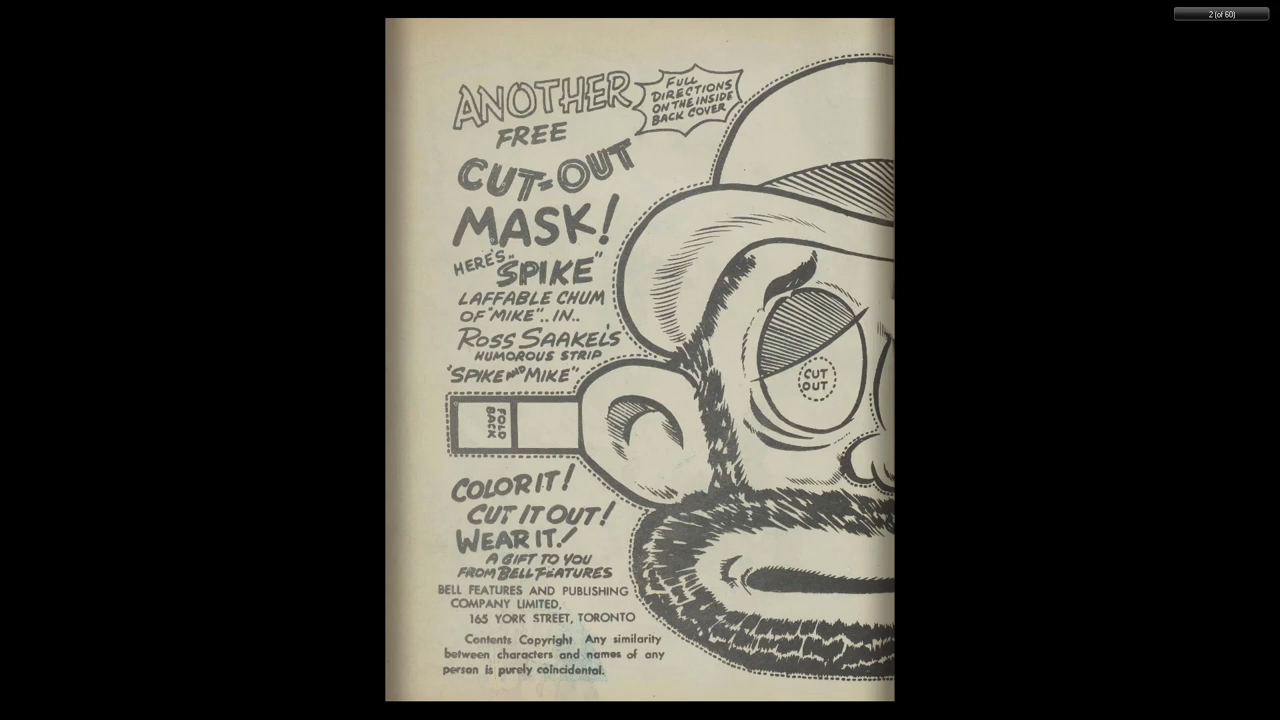 2 (of 60)
ANOTHER
FREE
CUT-OUT
MASK!
HERE'S..
"SPIKE"
LAFFABLE CHUM
OF "MIKE".. IN..
ROSS SAAKEL'S
HUMOROUS STRIP
"SPIKE AND MIKE"
FULL
DIRECTIONS
ON THE INSIDE
BACK COVER
CUT
OUT
FOLD
BACK
COLOR IT!
CUT IT OUT!
WEAR IT!
A GIFT TO YOU
FROM BELL FEATURES
BELL FEATURES AND PUBLISHING
COMPANY LIMITED,
165 YORK STREET, TORONTO
Contents Copyright Any similarity
between characters and names of any
person is purely coincidental.